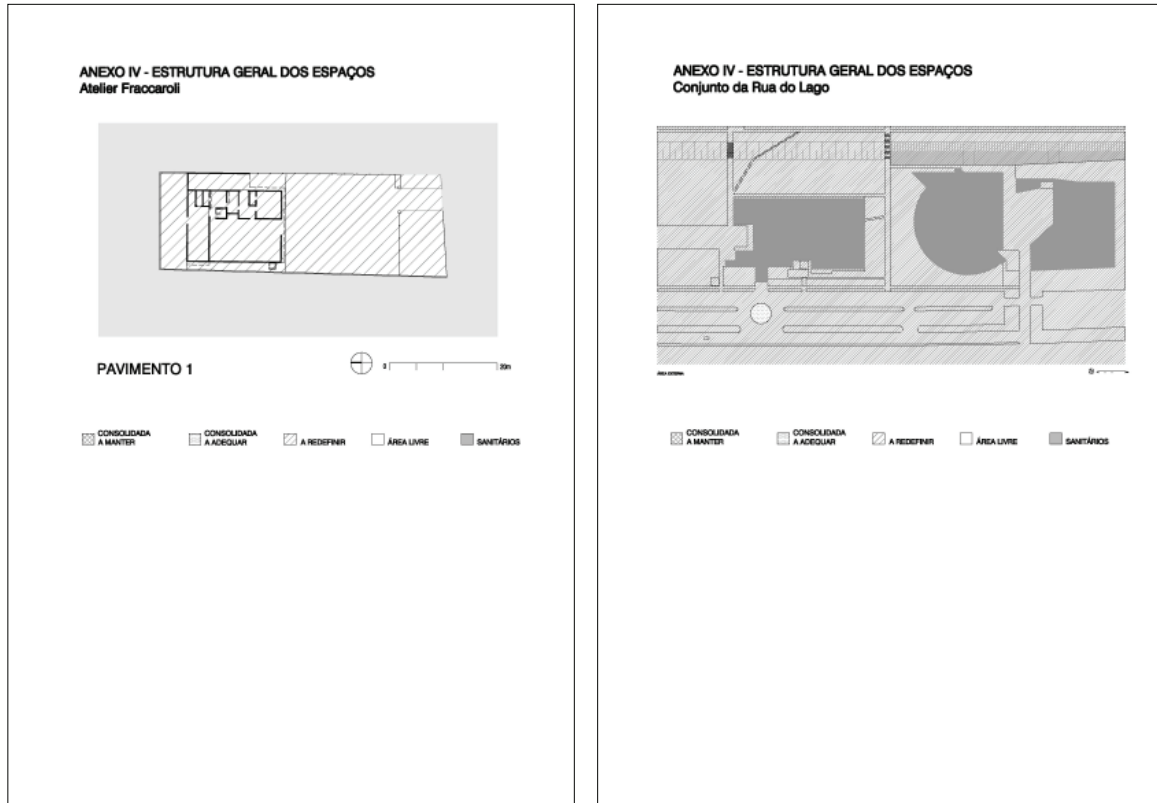 ANEXO IV - ESTRUTURA GERAL DOS ESPAÇOS
Atelier Fraccaroli
PAVIMENTO 1
0 20m
CONSOLIDADA
A MANTER
CONSOLIDADA
A ADEQUAR
A REDEFINIR
ÁREA LIVRE
SANITÁRIOS
ANEXO IV - ESTRUTURA GERAL DOS ESPAÇOS
Conjunto da Rua do Lago
ÁREA EXTERNA
CONSOLIDADA
A MANTER
CONSOLIDADA
A ADEQUAR
A REDEFINIR
ÁREA LIVRE
SANITÁRIOS